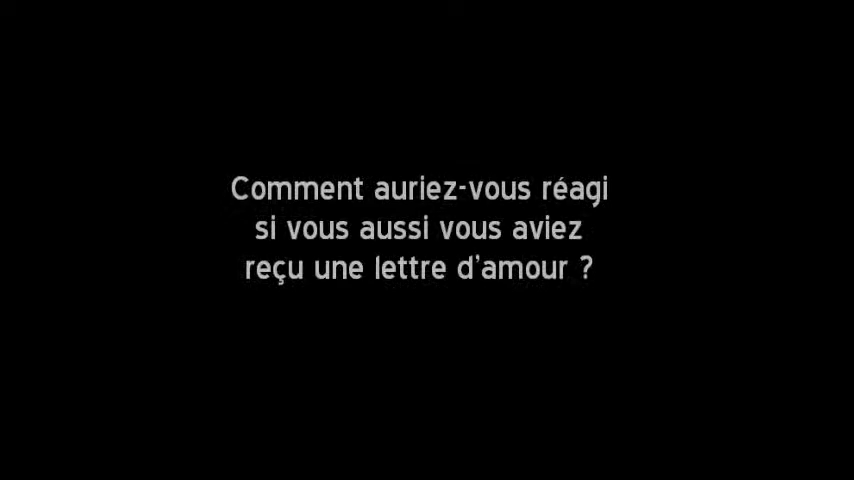 Comment auriez-vous réagi
si vous aussi vous aviez
reçu une lettre d'amour ?